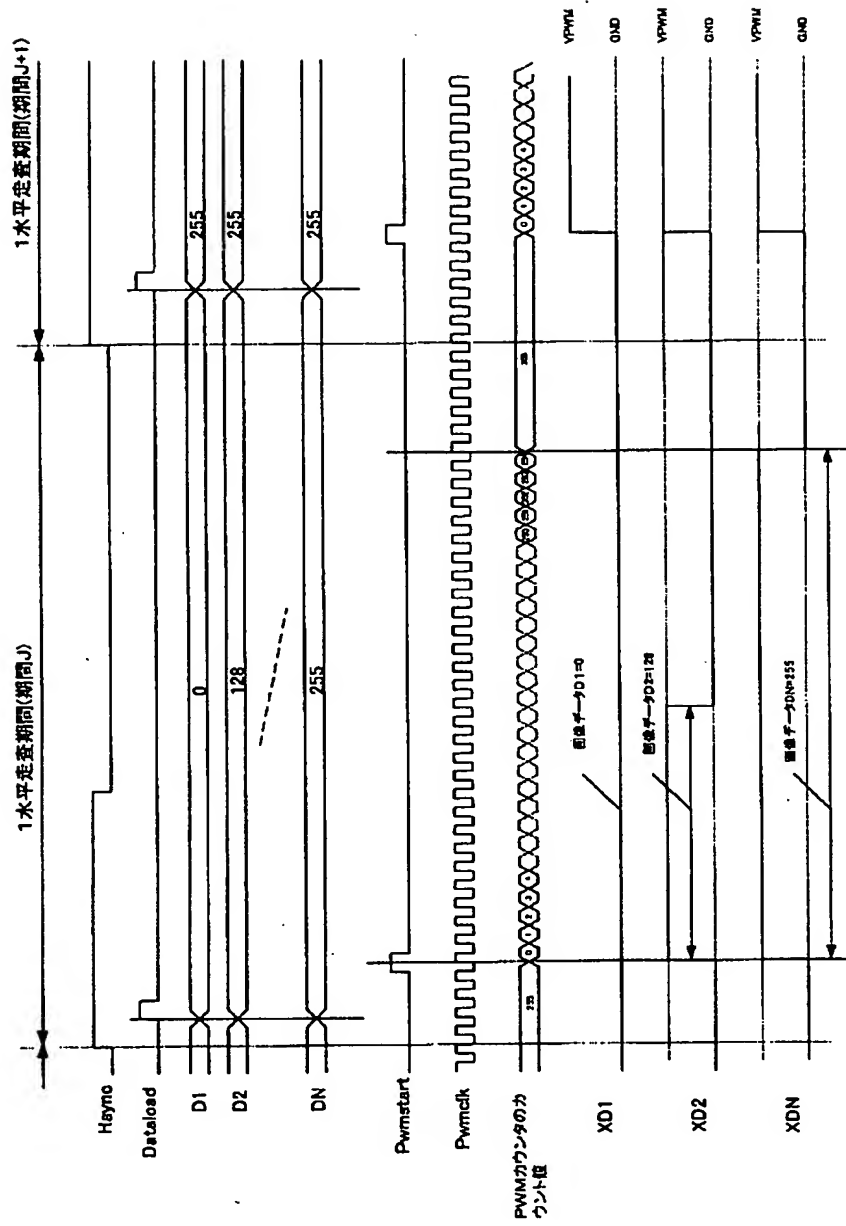 1水平走査期間(期間J)
1水平走査期間(期間J+1)
Hsync
Dataload
D1
0
255
D2
128
255
DN
255
255
Pwmstart
Pwmclk
PWMカウンタのカ
ウント値
255
255
XD1
画像データD1=0
VPWM
GND
XD2
画像データD2=128
VPWM
GND
XDN
画像データDN=255
VPWM
GND